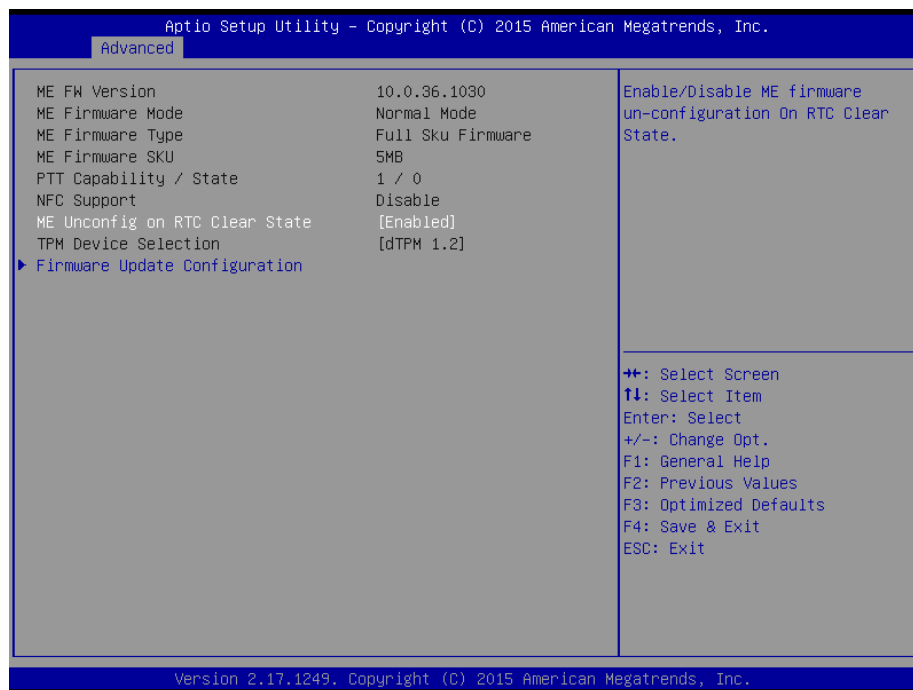 Aptio Setup Utility – Copyright (C) 2015 American Megatrends, Inc.
Advanced
ME FW Version 10.0.36.1030
ME Firmware Mode Normal Mode
ME Firmware Type Full Sku Firmware
ME Firmware SKU 5MB
PTT Capability / State 1 / 0
NFC Support Disable
ME Unconfig on RTC Clear State [Enabled]
TPM Device Selection [dTPM 1.2]
Firmware Update Configuration
Enable/Disable ME firmware
un-configuration On RTC Clear
State.
→←: Select Screen
↑↓: Select Item
Enter: Select
+/-: Change Opt.
F1: General Help
F2: Previous Values
F3: Optimized Defaults
F4: Save & Exit
ESC: Exit
Version 2.17.1249. Copyright (C) 2015 American Megatrends, Inc.